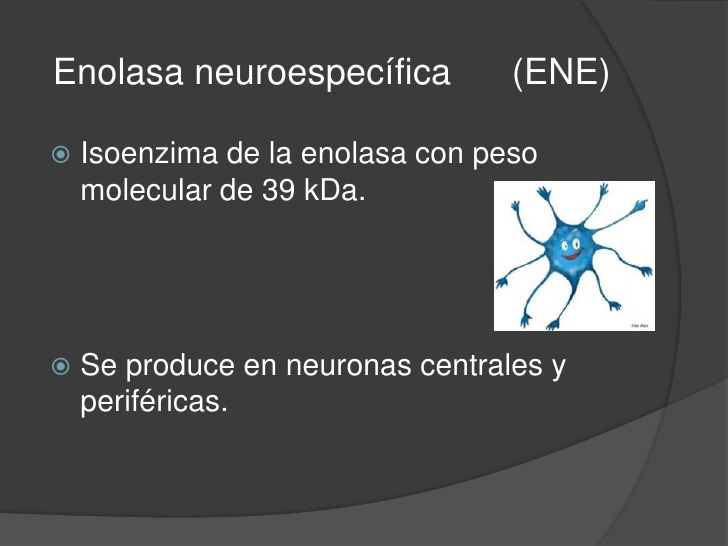 Enolasa neuroespecífica (ENE)
Isoenzima de la enolasa con peso
molecular de 39 kDa.
Se produce en neuronas centrales y
periféricas.